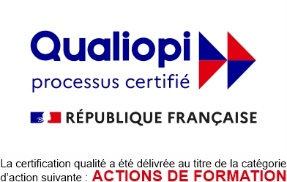 Qualiopi
processus certifié
RÉPUBLIQUE FRANÇAISE
La certification qualité a été délivrée au titre de la catégorie
d'action suivante : ACTIONS DE FORMATION